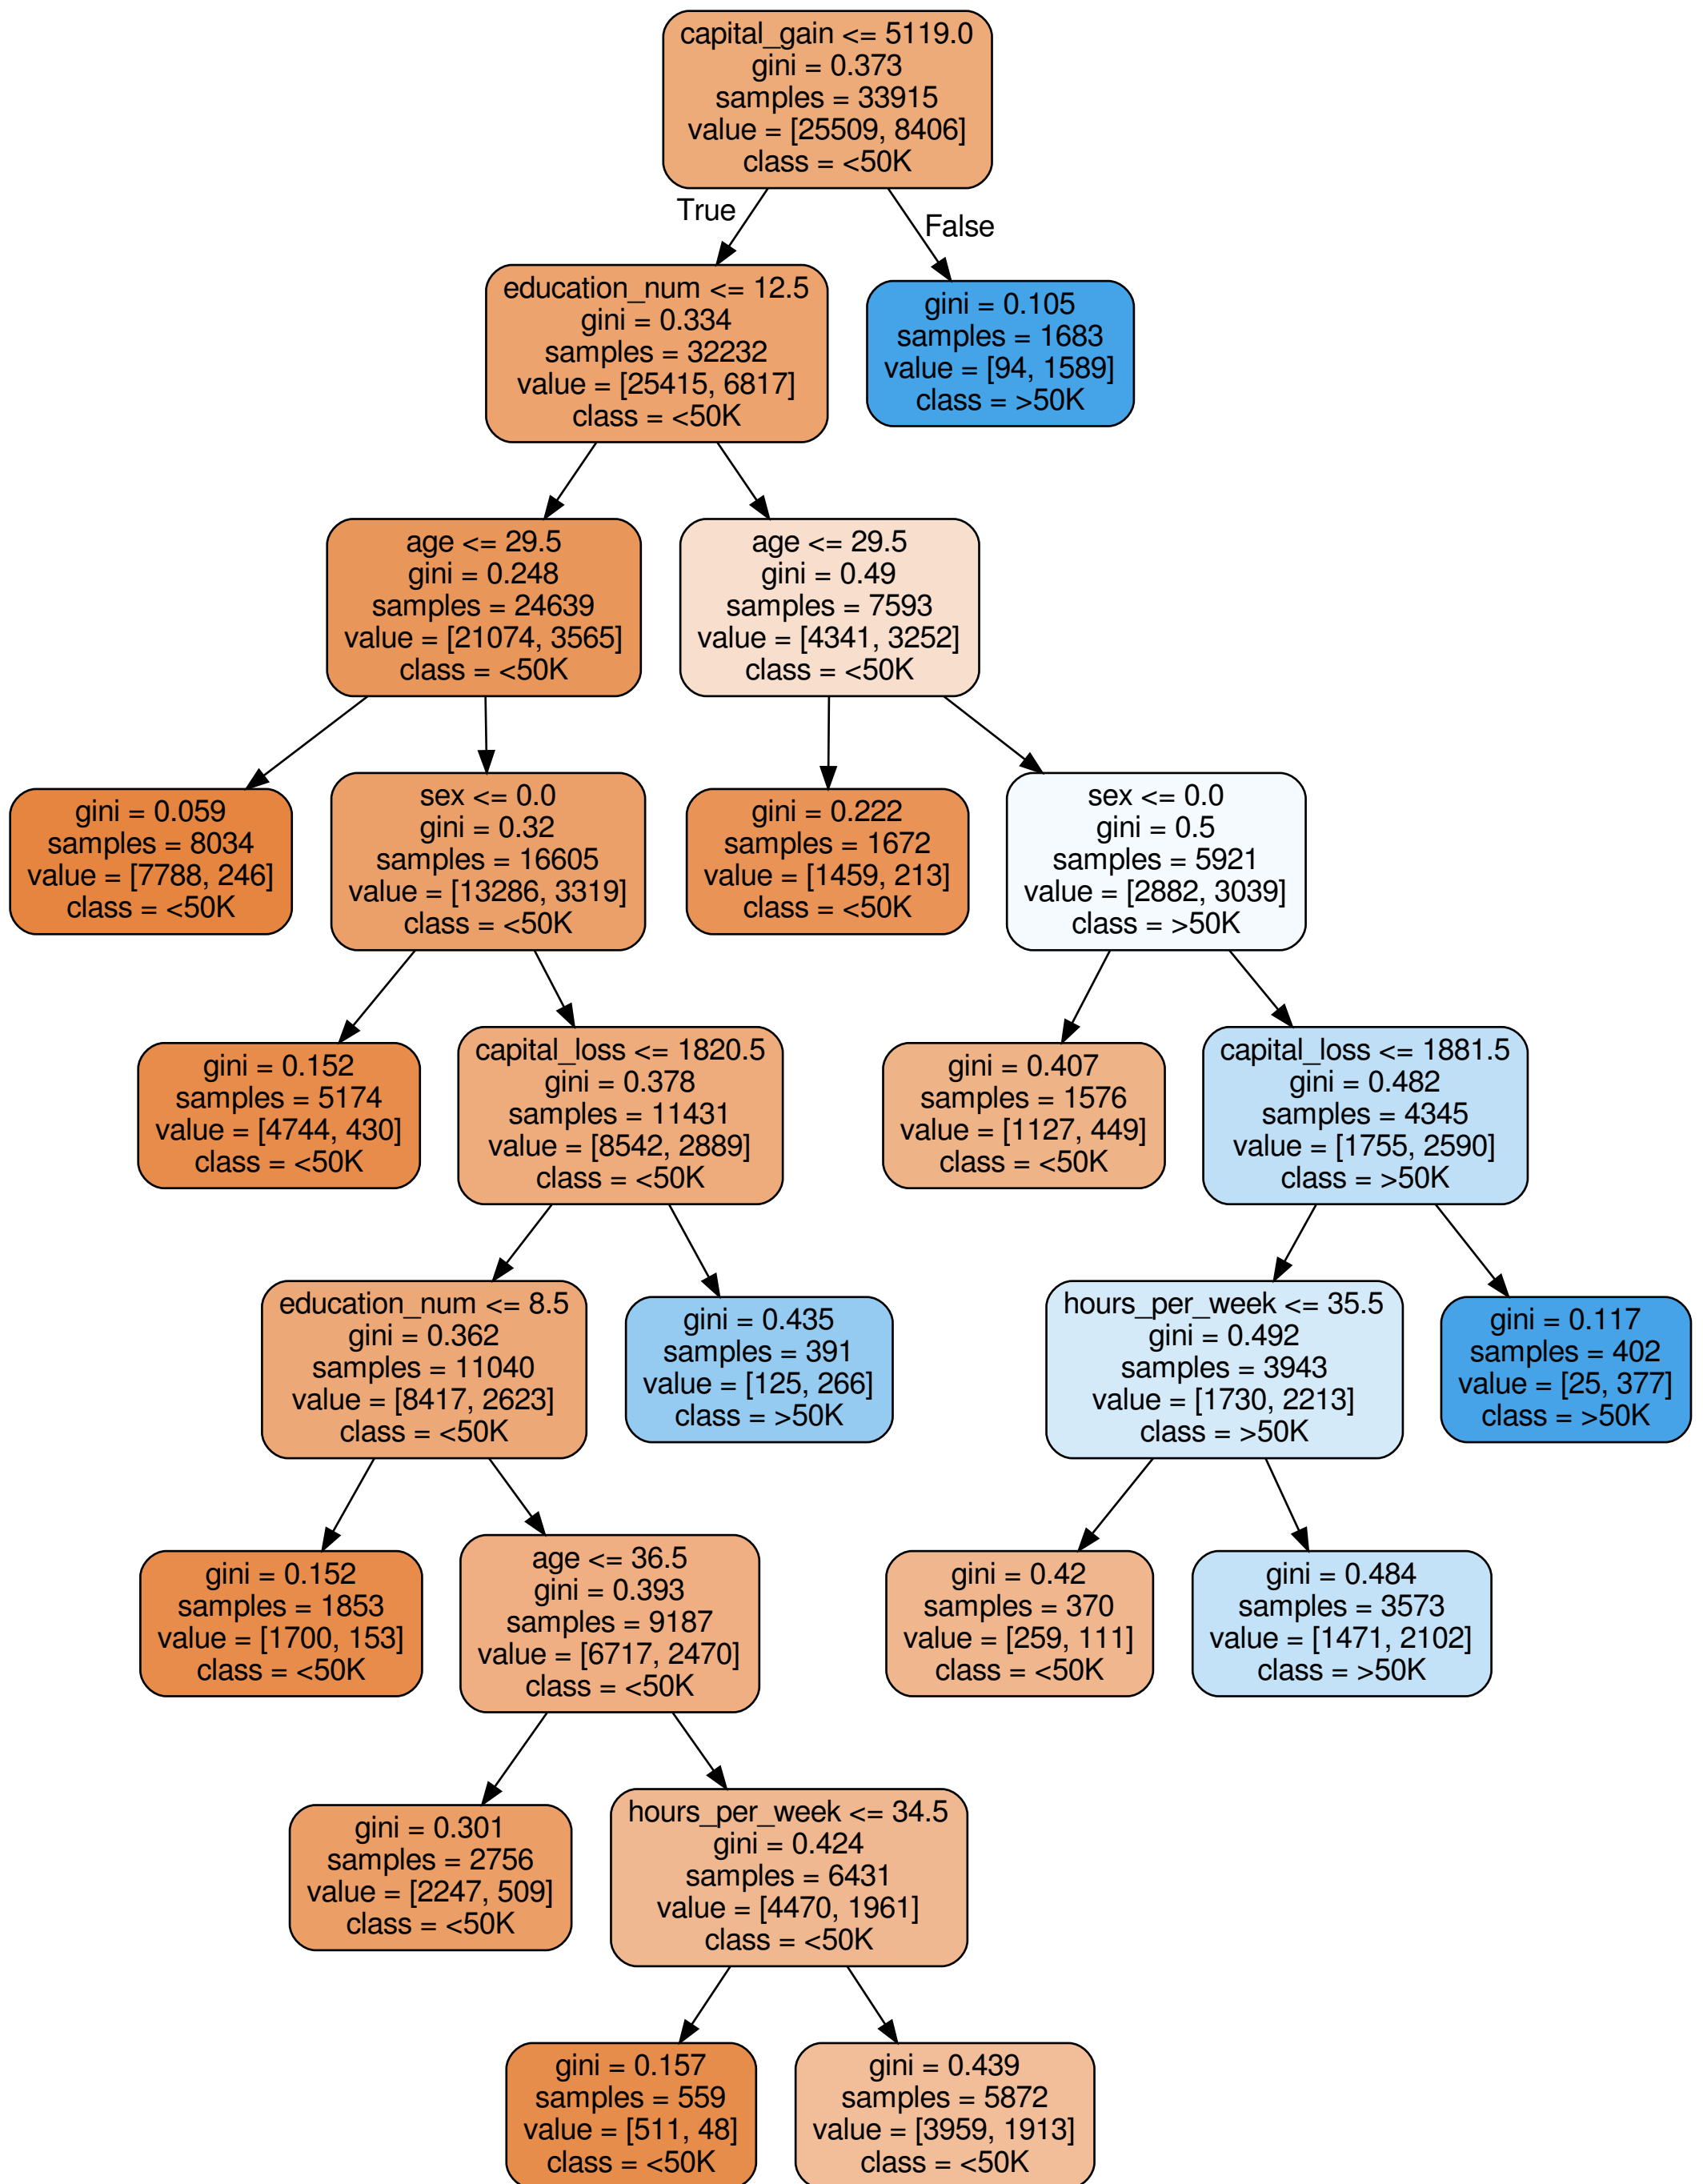 capital_gain <= 5119.0
gini = 0.373
samples = 33915
value = [25509, 8406]
class = <50K
True
False
education_num <= 12.5
gini = 0.334
samples = 32232
value = [25415, 6817]
class = <50K
gini = 0.105
samples = 1683
value = [94, 1589]
class = >50K
age <= 29.5
gini = 0.248
samples = 24639
value = [21074, 3565]
class = <50K
age <= 29.5
gini = 0.49
samples = 7593
value = [4341, 3252]
class = <50K
gini = 0.059
samples = 8034
value = [7788, 246]
class = <50K
sex <= 0.0
gini = 0.32
samples = 16605
value = [13286, 3319]
class = <50K
gini = 0.222
samples = 1672
value = [1459, 213]
class = <50K
sex <= 0.0
gini = 0.5
samples = 5921
value = [2882, 3039]
class = >50K
gini = 0.152
samples = 5174
value = [4744, 430]
class = <50K
capital_loss <= 1820.5
gini = 0.378
samples = 11431
value = [8542, 2889]
class = <50K
gini = 0.407
samples = 1576
value = [1127, 449]
class = <50K
capital_loss <= 1881.5
gini = 0.482
samples = 4345
value = [1755, 2590]
class = >50K
education_num <= 8.5
gini = 0.362
samples = 11040
value = [8417, 2623]
class = <50K
gini = 0.435
samples = 391
value = [125, 266]
class = >50K
hours_per_week <= 35.5
gini = 0.492
samples = 3943
value = [1730, 2213]
class = >50K
gini = 0.117
samples = 402
value = [25, 377]
class = >50K
gini = 0.152
samples = 1853
value = [1700, 153]
class = <50K
age <= 36.5
gini = 0.393
samples = 9187
value = [6717, 2470]
class = <50K
gini = 0.42
samples = 370
value = [259, 111]
class = <50K
gini = 0.484
samples = 3573
value = [1471, 2102]
class = >50K
gini = 0.301
samples = 2756
value = [2247, 509]
class = <50K
hours_per_week <= 34.5
gini = 0.424
samples = 6431
value = [4470, 1961]
class = <50K
gini = 0.157
samples = 559
value = [511, 48]
class = <50K
gini = 0.439
samples = 5872
value = [3959, 1913]
class = <50K